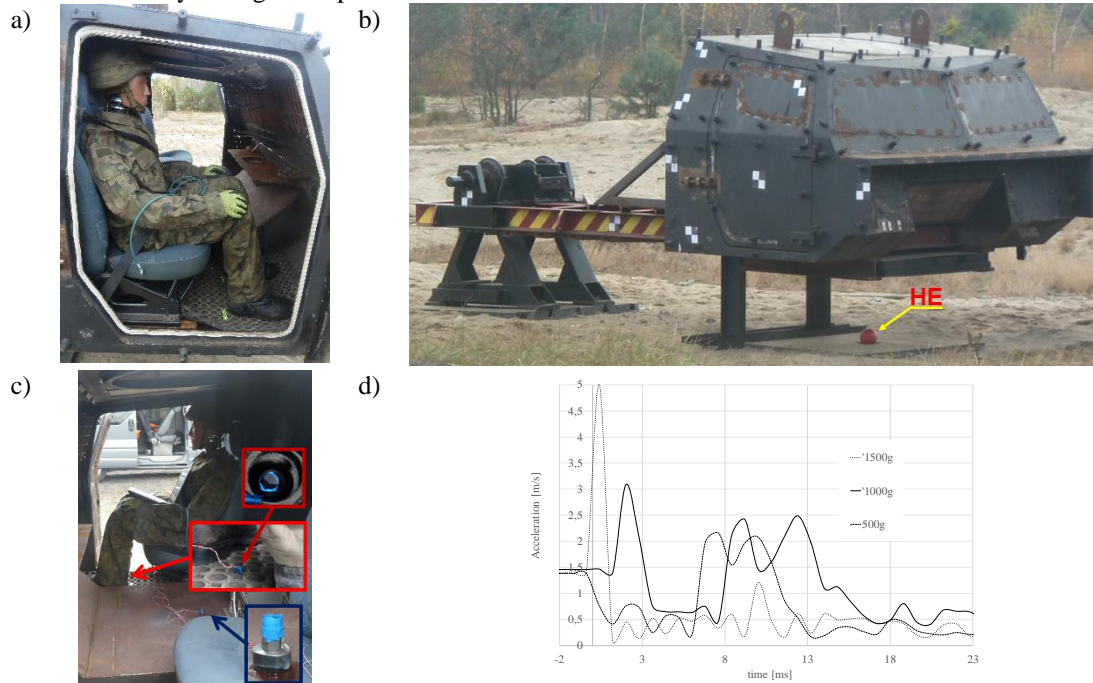 a)
b)
HE
c)
d)
Acceleration [m/s]
5
4,5
4
3,5
3
2,5
2
1,5
1
0,5
0
'1500g
'1000g
500g
-2 3 8 13 18 23
time [ms]